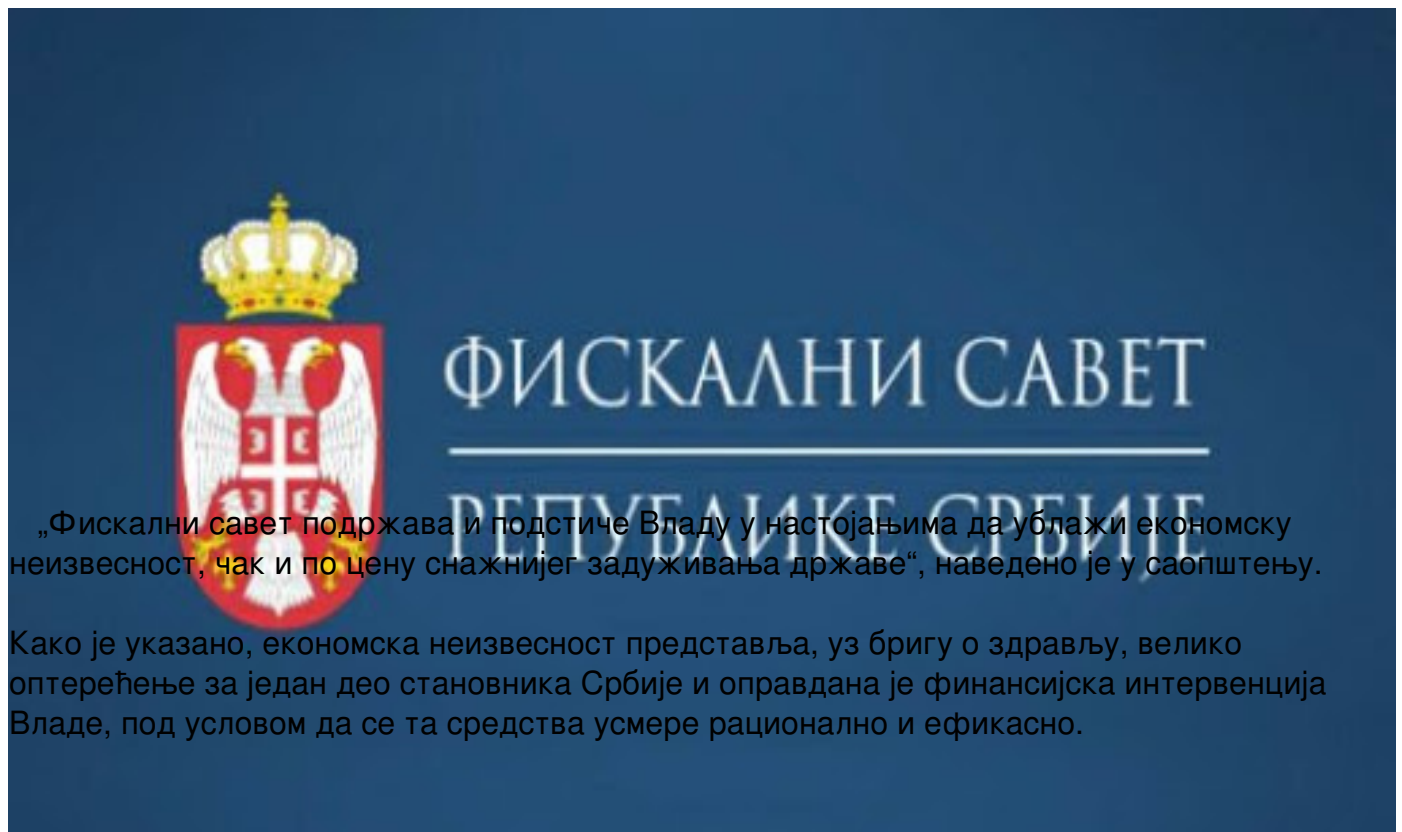 ФИСКАЛНИ САВЕТ
РЕПУБЛИКЕ СРБИЈЕ
„Фискални савет подржава и подстиче Владу у настојањима да ублажи економску
неизвесност, чак и по цену снажнијег задуживања државе“, наведено је у саопштењу.
Како је указано, економска неизвесност представља, уз бригу о здрављу, велико
оптерећење за један део становника Србије и оправдана је финансијска интервенција
Владе, под условом да се та средства усмере рационално и ефикасно.